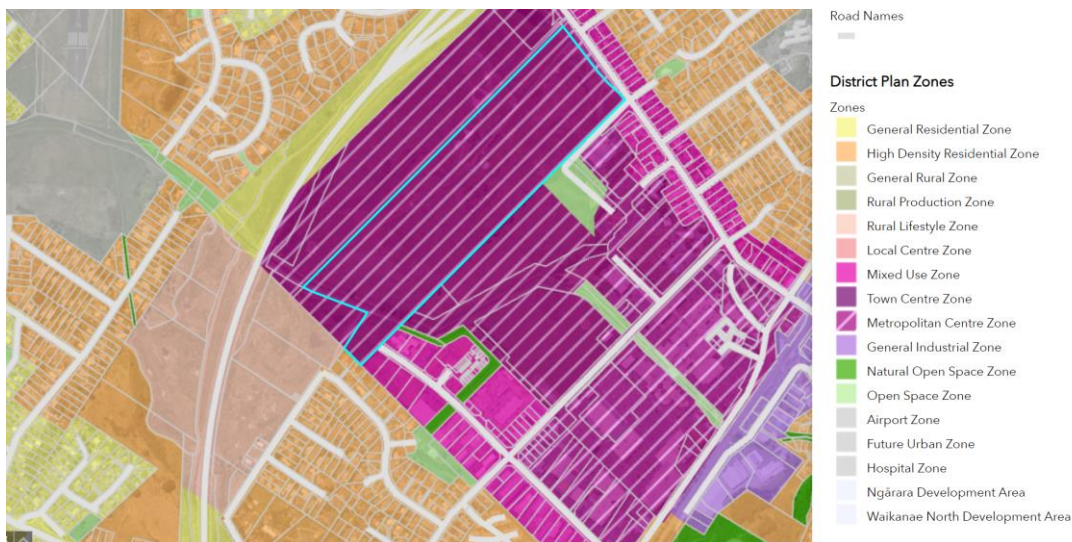 Road Names
District Plan Zones
Zones
General Residential Zone
High Density Residential Zone
General Rural Zone
Rural Production Zone
Rural Lifestyle Zone
Local Centre Zone
Mixed Use Zone
Town Centre Zone
Metropolitan Centre Zone
General Industrial Zone
Natural Open Space Zone
Open Space Zone
Airport Zone
Future Urban Zone
Hospital Zone
Ngārara Development Area
Waikanae North Development Area